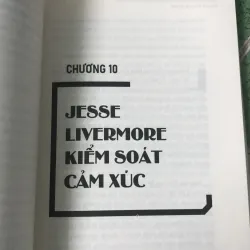 CHƯƠNG 10
JESSE
LIVERMORE
KIỂM SOÁT
CẢM XÚC